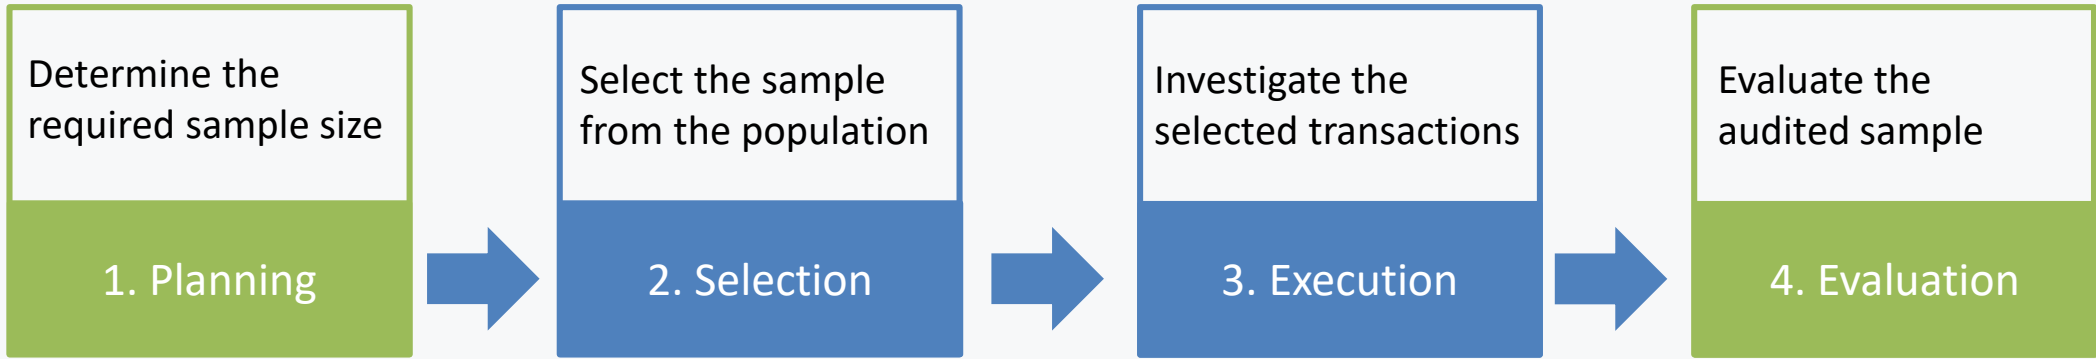 Determine the
required sample size
1. Planning
Select the sample
from the population
2. Selection
Investigate the
selected transactions
3. Execution
Evaluate the
audited sample
4. Evaluation